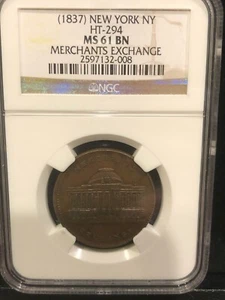 (1837) NEW YORK NY
HT-294
MS 61 BN
MERCHANTS EXCHANGE
2597132-008
NGC